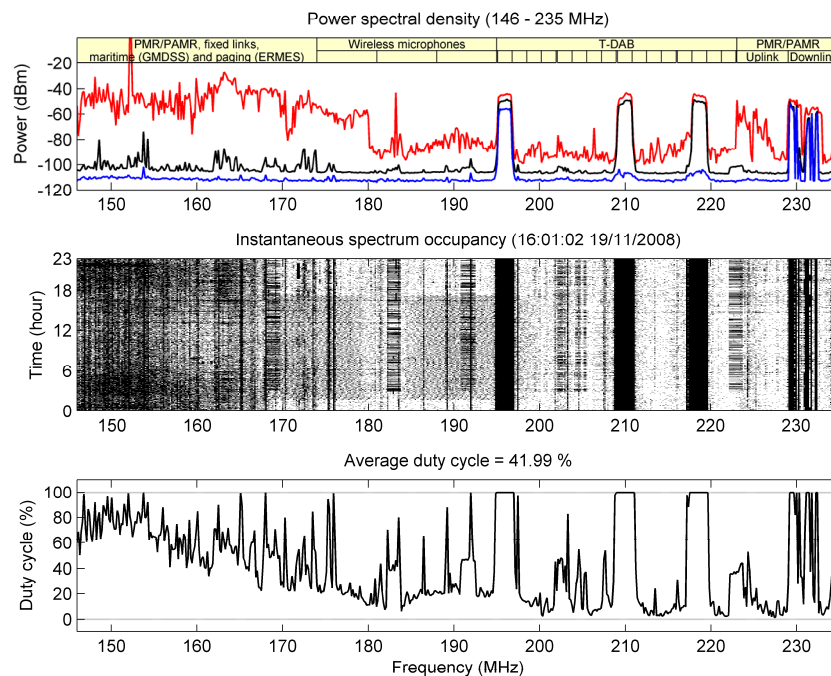 Power spectral density (146 - 235 MHz)
PMR/PAMR, fixed links,
maritime (GMDSS) and paging (ERMES)
Wireless microphones
T-DAB
PMR/PAMR
Uplink
Downlin
Power (dBm)
-20
-40
-60
-80
-100
-120
150 160 170 180 190 200 210 220 230
Instantaneous spectrum occupancy (16:01:02 19/11/2008)
Time (hour)
23
18
12
6
0
150 160 170 180 190 200 210 220 230
Average duty cycle = 41.99 %
Duty cycle (%)
100
80
60
40
20
0
150 160 170 180 190 200 210 220 230
Frequency (MHz)